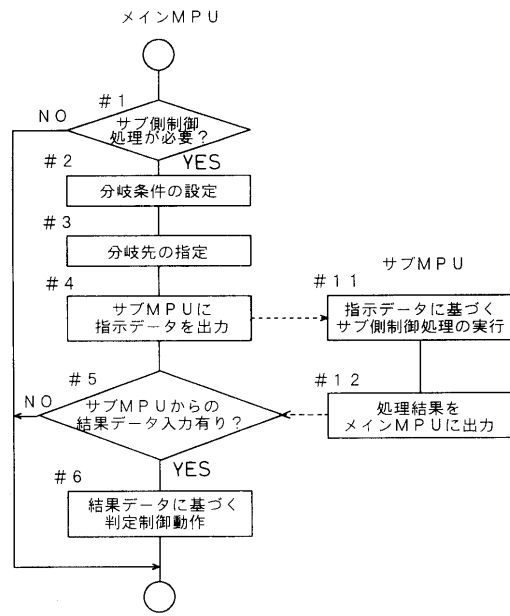 メインMPU
#1
NO
サブ側制御
処理が必要?
YES
#2
分岐条件の設定
#3
分岐先の指定
#4
サブMPUに
指示データを出力
サブMPU
#11
指示データに基づく
サブ側制御処理の実行
#12
処理結果を
メインMPUに出力
#5
NO
サブMPUからの
結果データ入力有り?
YES
#6
結果データに基づく
判定制御動作